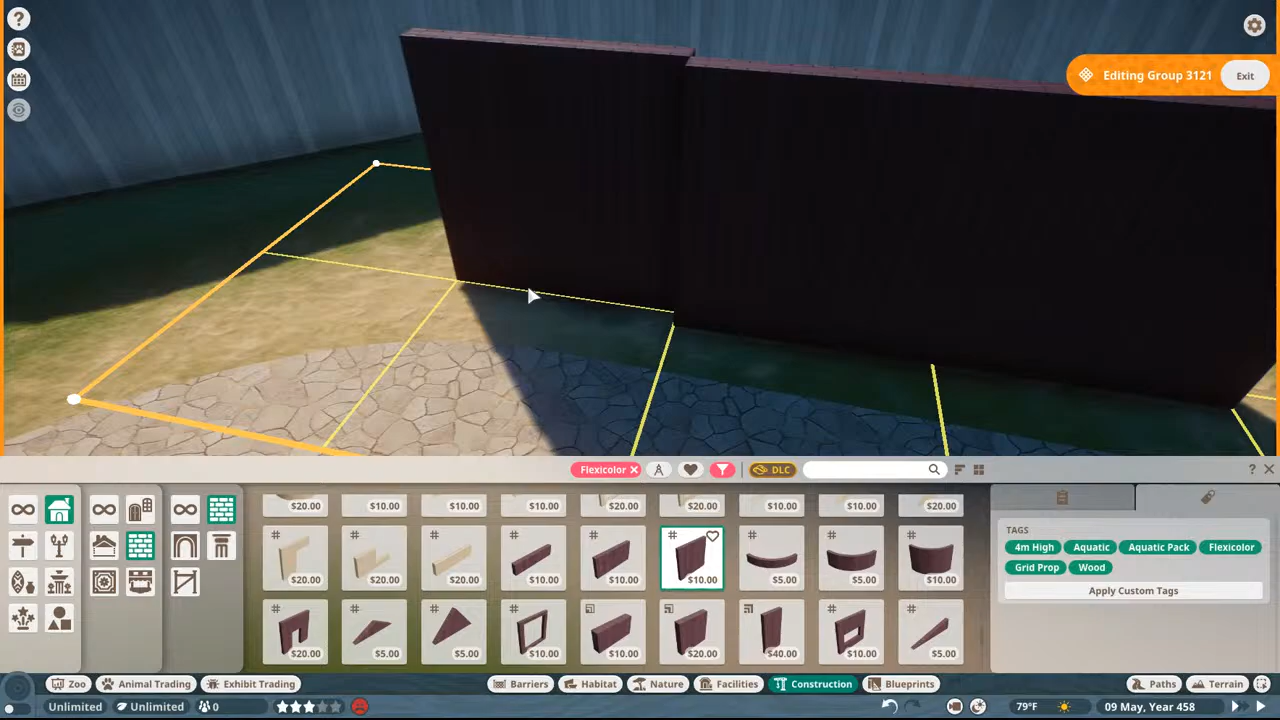 ?
Editing Group 3121
Exit
Flexicolor
DLC
?
$20.00
$10.00
$10.00
$10.00
$20.00
$20.00
$10.00
$10.00
$20.00
$20.00
$20.00
$20.00
$10.00
$10.00
$10.00
$5.00
$5.00
$10.00
$20.00
$5.00
$5.00
$10.00
$10.00
$20.00
$40.00
$10.00
$5.00
TAGS
4m High
Aquatic
Aquatic Pack
Flexicolor
Grid Prop
Wood
Apply Custom Tags
Zoo
Animal Trading
Exhibit Trading
Barriers
Habitat
Nature
Facilities
Construction
Blueprints
Paths
Terrain
Unlimited
Unlimited
0
79°F
09 May, Year 458